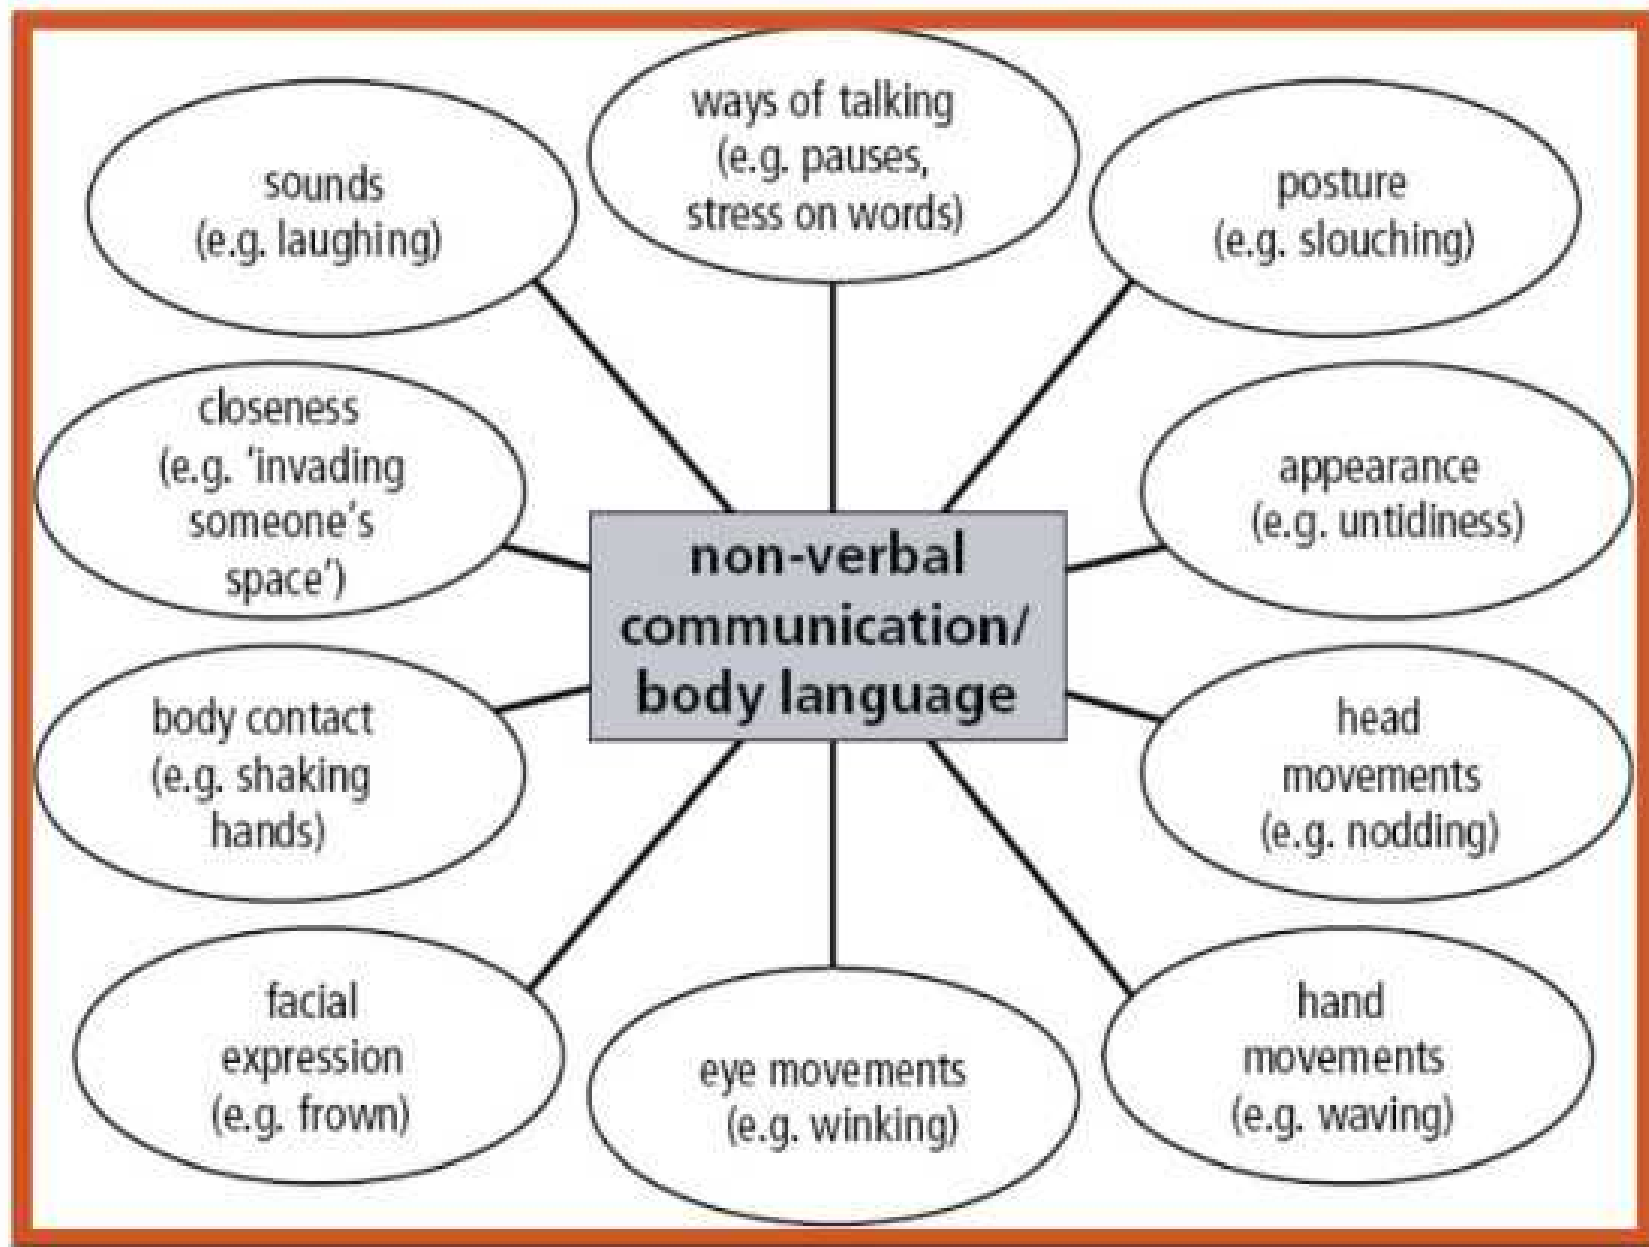 ways of talking
(e.g. pauses,
stress on words)
sounds
(e.g. laughing)
posture
(e.g. slouching)
closeness
(e.g. ‘invading
someone’s
space’)
appearance
(e.g. untidiness)
non-verbal
communication/
body language
body contact
(e.g. shaking
hands)
head
movements
(e.g. nodding)
facial
expression
(e.g. frown)
eye movements
(e.g. winking)
hand
movements
(e.g. waving)